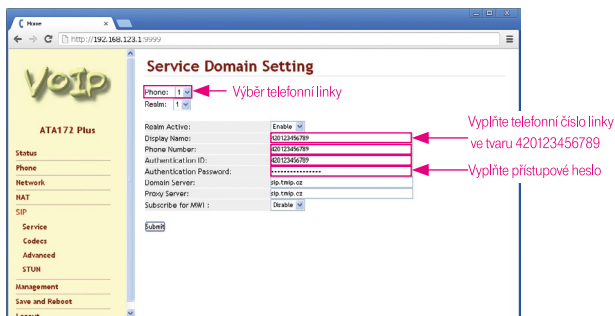 Home
http://192.168.123.1:9999
VOIP
ATA172 Plus
Status
Phone
Network
NAT
SIP
Service
Codecs
Advanced
STUN
Management
Save and Reboot
Logout
Service Domain Setting
Phone: 1
Výběr telefonní linky
Realm: 1
Realm Active: Enable
Display Name: 420123456789
Phone Number: 420123456789
Authentication ID: 420123456789
Authentication Password: ••••••••••••••••
Domain Server: sip.tmip.cz
Proxy Server: sip.tmip.cz
Subscribe for MWI : Disable
Submit
Vyplňte telefonní číslo linky
ve tvaru 420123456789
Vyplňte přístupové heslo